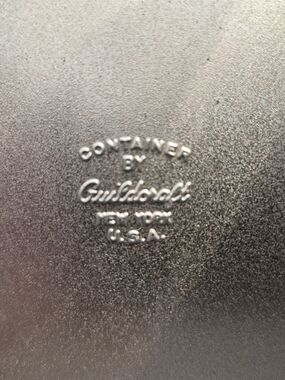 CONTAINER
BY
Guildcraft
NEW YORK
U.S.A.